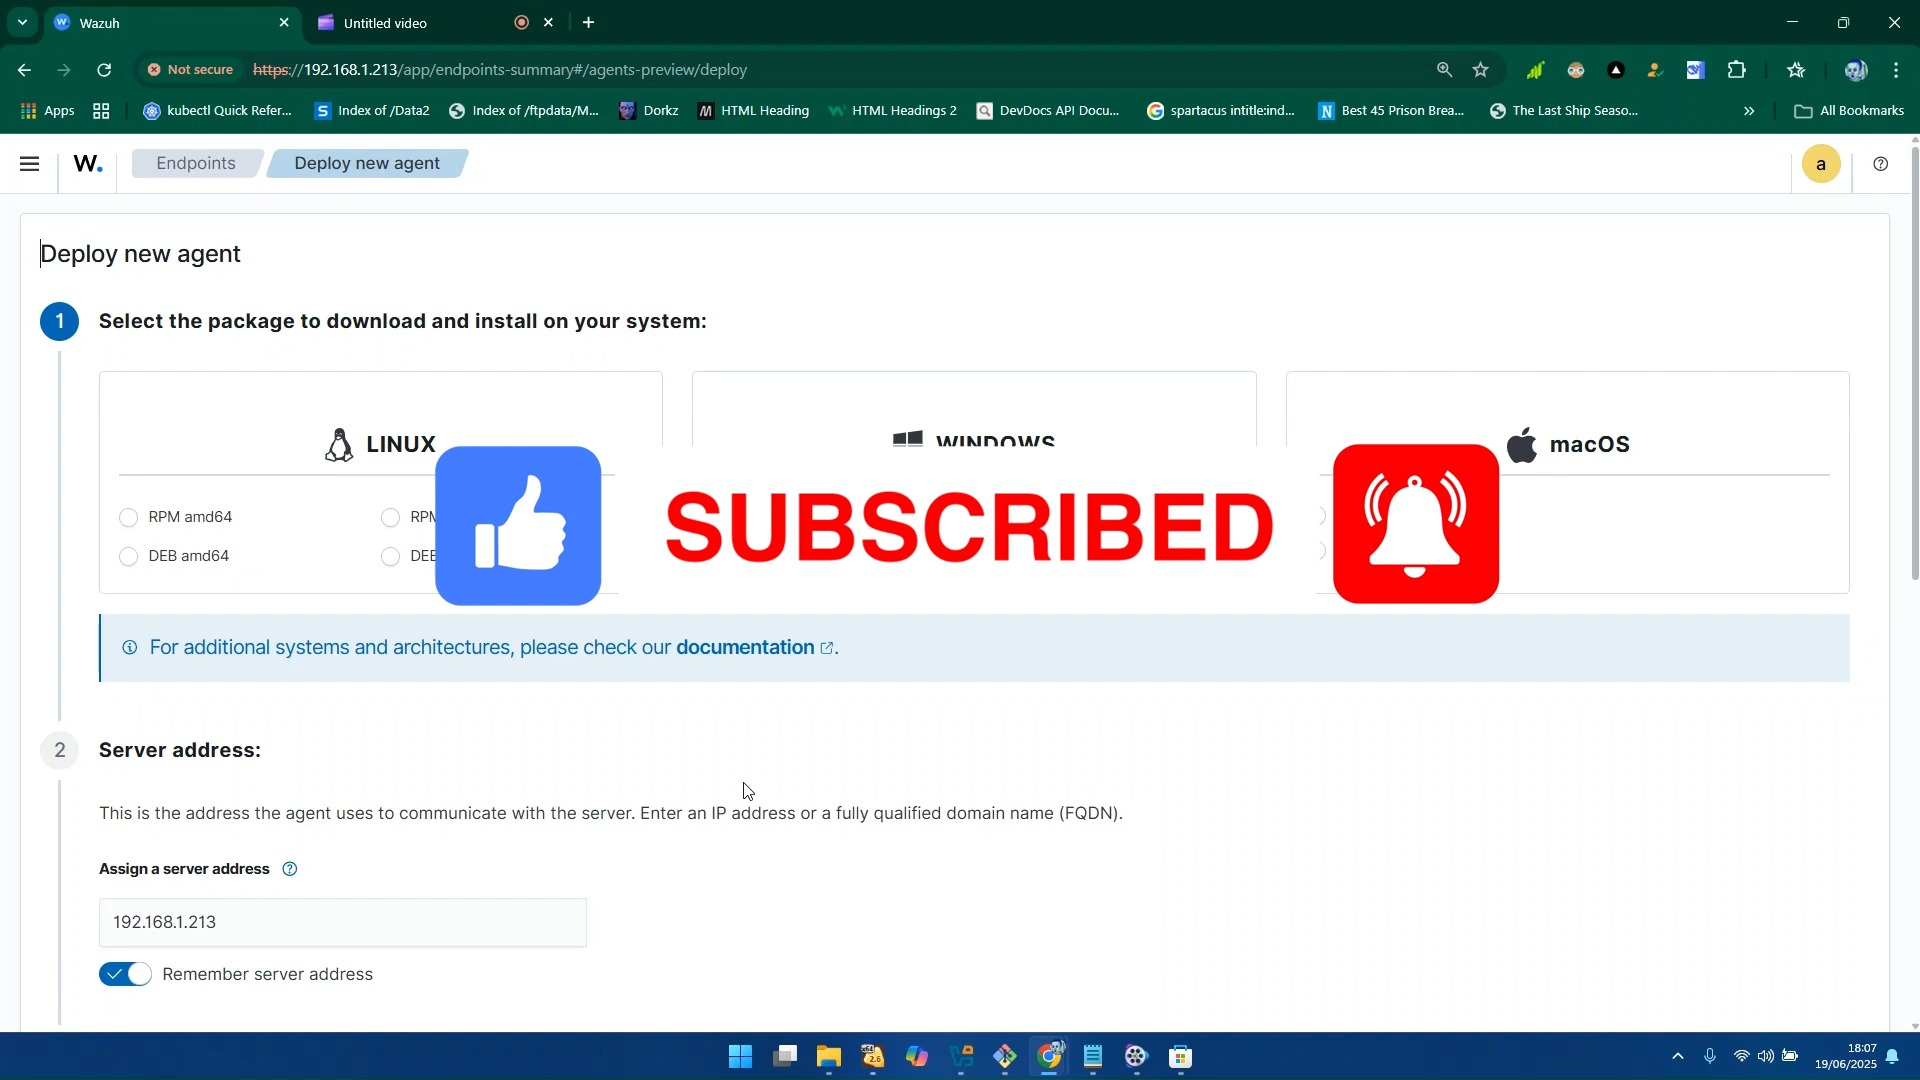 Wazuh
Untitled video
Not secure
https://192.168.1.213/app/endpoints-summary#/agents-preview/deploy
Apps
kubectl Quick Refer...
Index of /Data2
Index of /ftpdata/M...
Dorkz
HTML Heading
HTML Headings 2
DevDocs API Docu...
spartacus intitle:ind...
Best 45 Prison Brea...
The Last Ship Seaso...
»
All Bookmarks
W.
Endpoints
Deploy new agent
a
Deploy new agent
1
Select the package to download and install on your system:
LINUX
WINDOWS
macOS
RPM amd64
DEB amd64
SUBSCRIBED
For additional systems and architectures, please check our documentation.
2
Server address:
This is the address the agent uses to communicate with the server. Enter an IP address or a fully qualified domain name (FQDN).
Assign a server address
192.168.1.213
Remember server address
18:07
19/06/2025